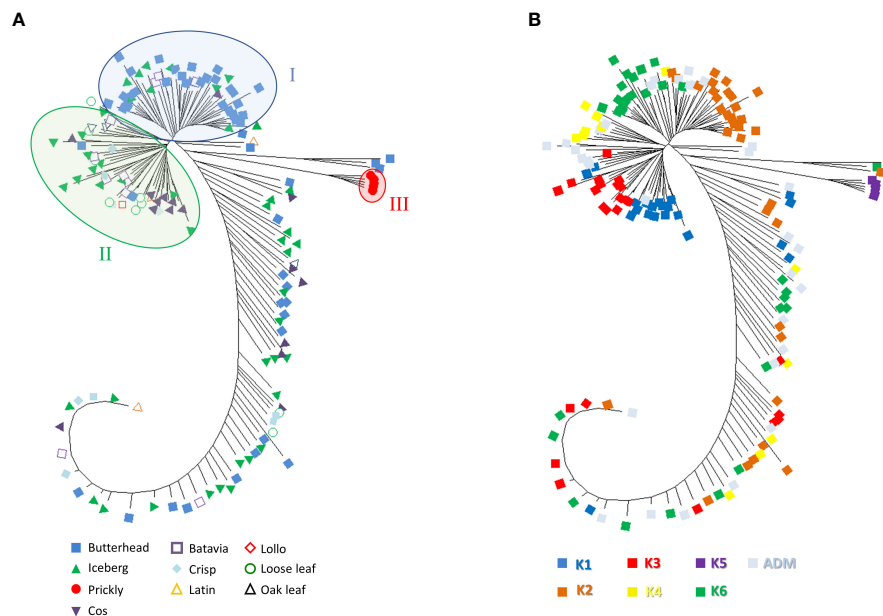 A
B
I
II
III
Butterhead
Batavia
Lollo
Iceberg
Crisp
Loose leaf
Prickly
Latin
Oak leaf
Cos
K1
K3
K5
ADM
K2
K4
K6